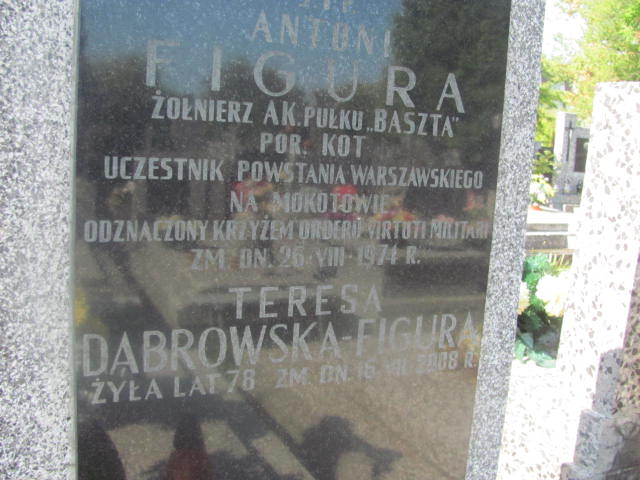 ANTONI
FIGURA
ŻOŁNIERZ AK. PUŁKU „BASZTA"
POR. KOT
UCZESTNIK POWSTANIA WARSZAWSKIEGO
NA MOKOTOWIE
ODZNACZONY KRZYŻEM ORDERU VIRTUTI MILITARI
ZM. DN. 26. VIII. 1974 R.
TERESA
DĄBROWSKA-FIGURA
ŻYŁA LAT 78 ZM. DN. 16 VII. 2008 R.